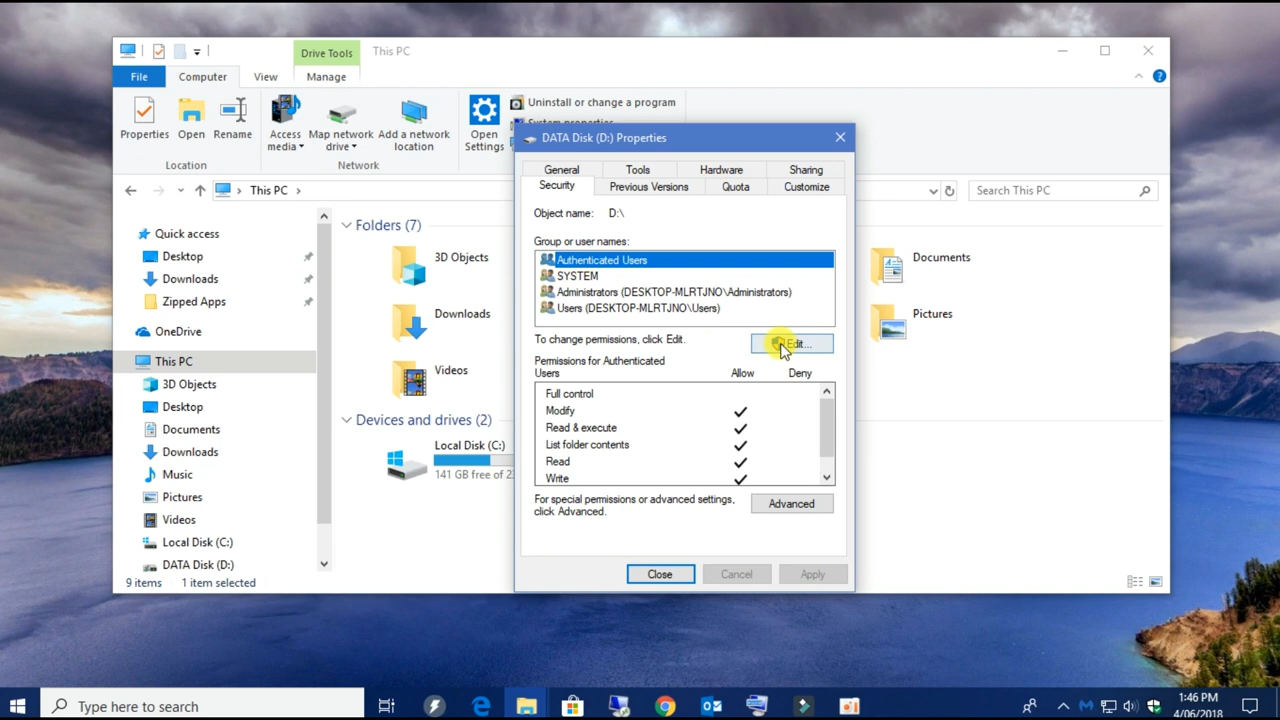 Drive Tools
This PC
File
Computer
View
Manage
Properties
Open
Rename
Access media
Map network drive
Add a network location
Open Settings
Uninstall or change a program
System properties
Location
Network
This PC
Search This PC
Quick access
Desktop
Downloads
Zipped Apps
OneDrive
This PC
3D Objects
Desktop
Documents
Downloads
Music
Pictures
Videos
Local Disk (C:)
DATA Disk (D:)
9 items
1 item selected
Folders (7)
3D Objects
Downloads
Videos
Documents
Pictures
Devices and drives (2)
Local Disk (C:)
141 GB free of
DATA Disk (D:) Properties
General
Tools
Hardware
Sharing
Security
Previous Versions
Quota
Customize
Object name: D:\
Group or user names:
Authenticated Users
SYSTEM
Administrators (DESKTOP-MLRTJNO\Administrators)
Users (DESKTOP-MLRTJNO\Users)
To change permissions, click Edit.
Edit...
Permissions for Authenticated
Users
Allow
Deny
Full control
Modify
Read & execute
List folder contents
Read
Write
For special permissions or advanced settings,
click Advanced.
Advanced
Close
Cancel
Apply
Type here to search
1:46 PM
4/06/2018